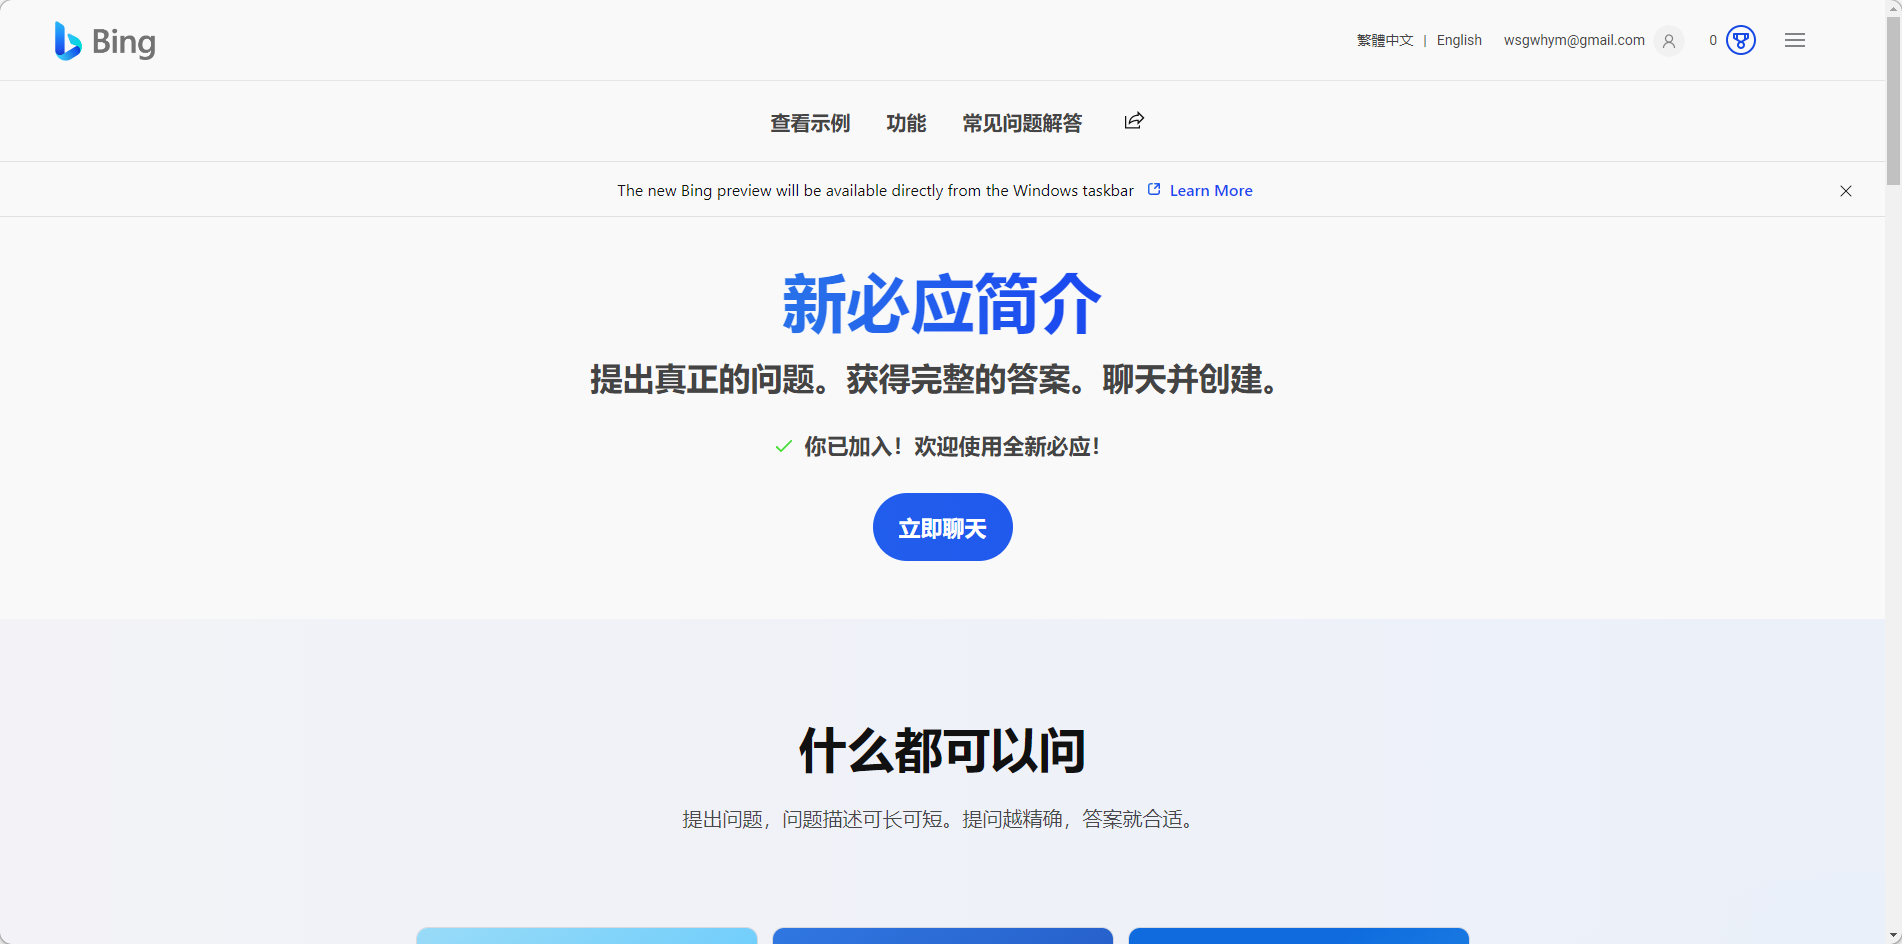 Bing
繁體中文 | English wsgwhym@gmail.com 0
查看示例 功能 常见问题解答
The new Bing preview will be available directly from the Windows taskbar Learn More
新必应简介
提出真正的问题。获得完整的答案。聊天并创建。
你已加入！欢迎使用全新必应！
立即聊天
什么都可以问
提出问题，问题描述可长可短。提问越精确，答案就合适。